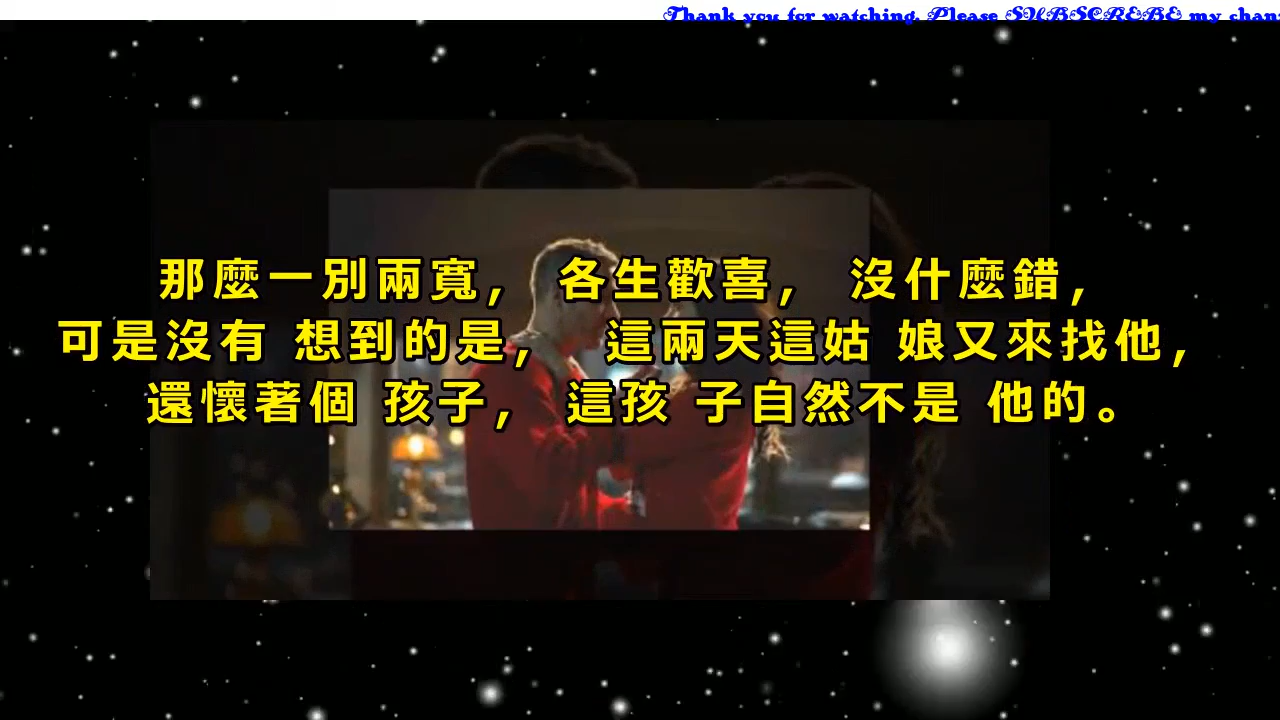 Thank you for watching. Please SUBSCRIBE my chan
那麼一別兩寬， 各生歡喜， 沒什麼錯，
可是沒有 想到的是， 這兩天這姑 娘又來找他，
還懷著個 孩子， 這孩 子自然不是 他的。